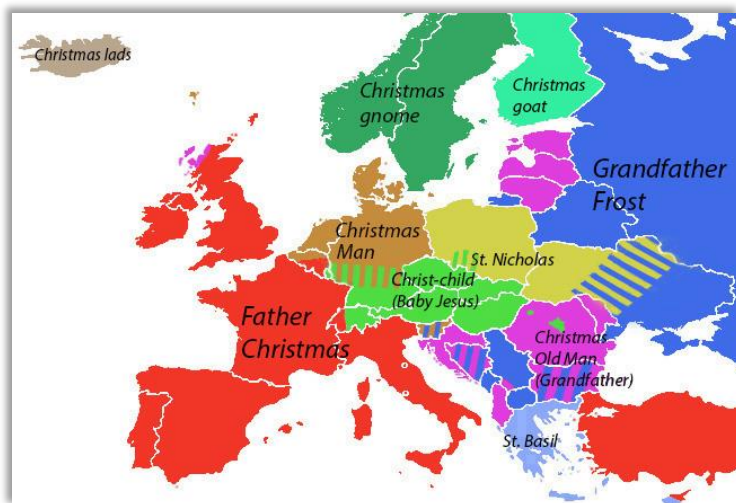 Christmas lads
Christmas
gnome
Christmas
goat
Grandfather
Frost
Christmas
Man
St. Nicholas
Christ-child
(Baby Jesus)
Father
Christmas
Christmas
Old Man
(Grandfather)
St. Basil